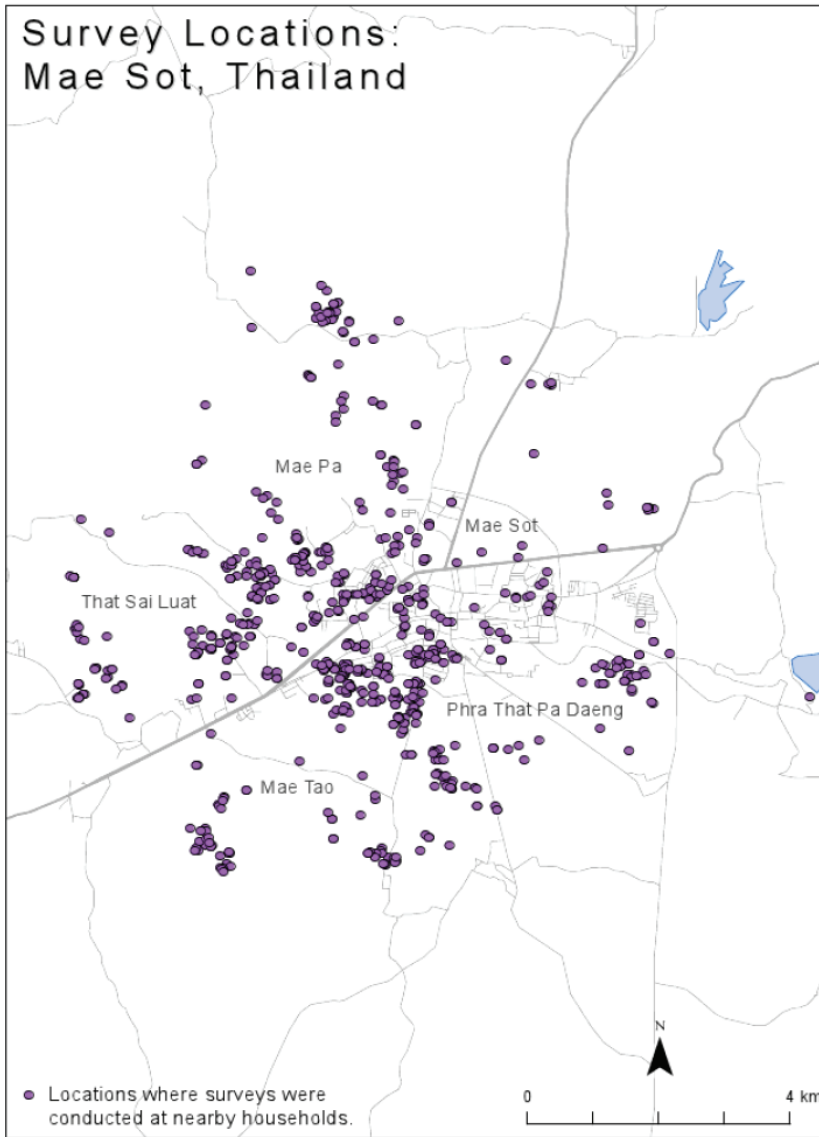 Survey Locations:
Mae Sot, Thailand
Mae Pa
Mae Sot
That Sai Luat
Phra That Pa Daeng
Mae Tao
N
Locations where surveys were
conducted at nearby households.
0
4 km